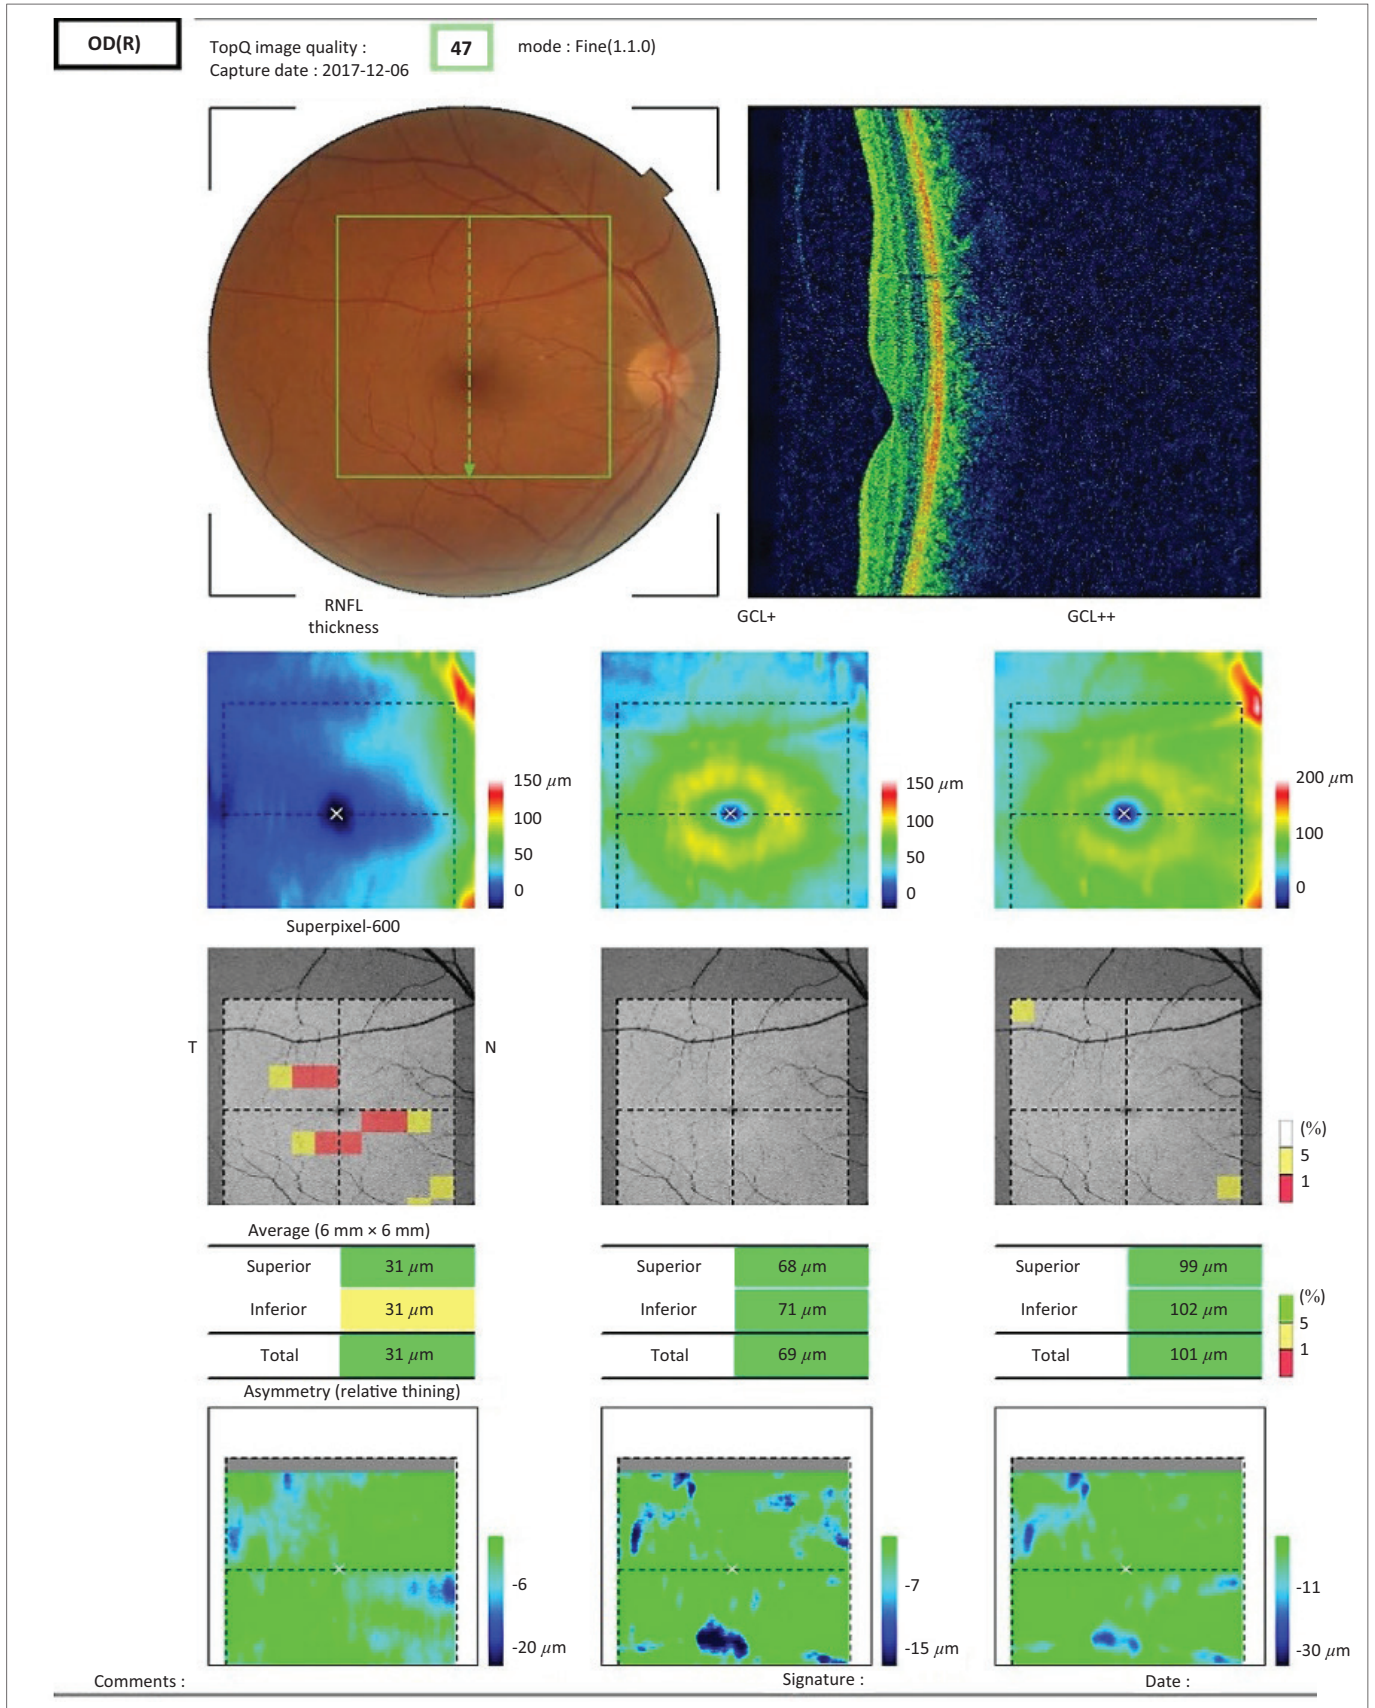 OD(R)
TopQ image quality :
47
mode : Fine(1.1.0)
Capture date : 2017-12-06
RNFL
thickness
GCL+
GCL++
150 μm
100
50
0
150 μm
100
50
0
200 μm
100
0
Superpixel-600
T
N
(%)
5
1
Average (6 mm × 6 mm)
Superior 31 μm
Inferior 31 μm
Total 31 μm
Superior 68 μm
Inferior 71 μm
Total 69 μm
Superior 99 μm
Inferior 102 μm
Total 101 μm
(%)
5
1
Asymmetry (relative thining)
-6
-20 μm
-7
-15 μm
-11
-30 μm
Comments :
Signature :
Date :